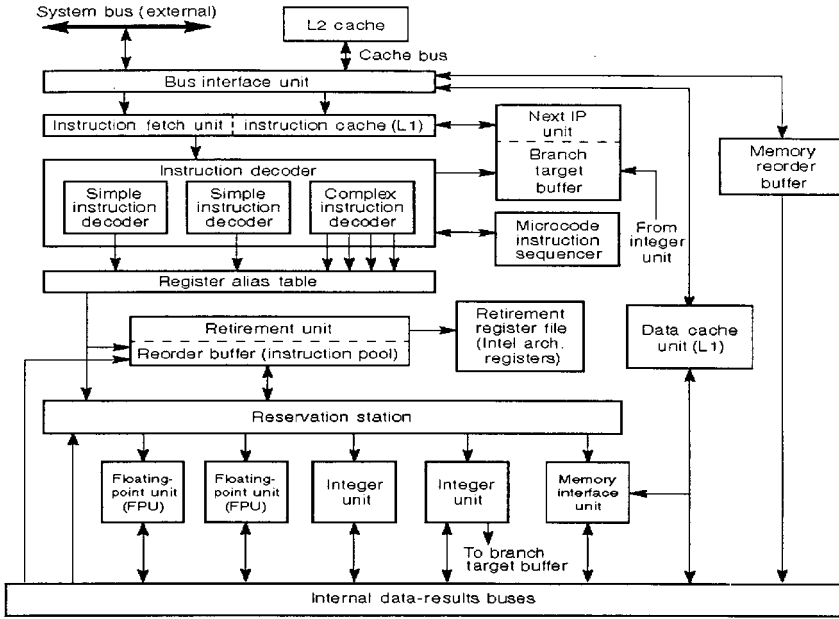 System bus (external)
L2 cache
Cache bus
Bus interface unit
Instruction fetch unit
instruction cache (L1)
Next IP
unit
Branch
target
buffer
Memory
reorder
buffer
Instruction decoder
Simple
instruction
decoder
Simple
instruction
decoder
Complex
instruction
decoder
Microcode
instruction
sequencer
From
integer
unit
Register alias table
Retirement unit
Reorder buffer (instruction pool)
Retirement
register file
(Intel arch.
registers)
Data cache
unit (L1)
Reservation station
Floating-
point unit
(FPU)
Floating-
point unit
(FPU)
Integer
unit
Integer
unit
Memory
interface
unit
To branch
target buffer
Internal data-results buses